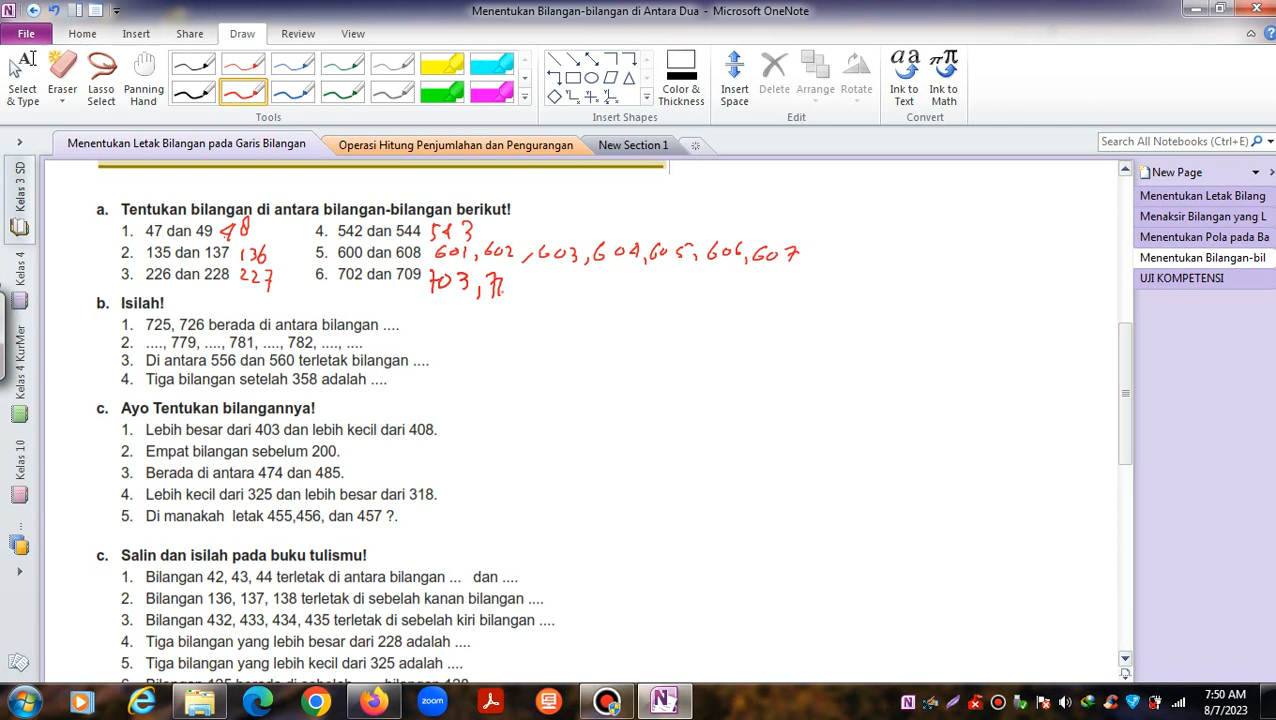 Menentukan Bilangan-bilangan di Antara Dua - Microsoft OneNote
File Home Insert Share Draw Review View
Select & Type Eraser Lasso Select Panning Hand Color & Thickness Insert Space Delete Arrange Rotate Ink to Text Ink to Math
Tools Insert Shapes Edit Convert
Menentukan Letak Bilangan pada Garis Bilangan Operasi Hitung Penjumlahan dan Pengurangan New Section 1 Search All Notebooks (Ctrl+E)
New Page
Menentukan Letak Bilang
Menaksir Bilangan yang L
Menentukan Pola pada Ba
Menentukan Bilangan-bil
UJI KOMPETENSI
Kelas 3 SD
Kelas 4
Kelas 4 KurMer
Kelas 10
a. Tentukan bilangan di antara bilangan-bilangan berikut!
1. 47 dan 49 48 4. 542 dan 544 543
2. 135 dan 137 136 5. 600 dan 608 601, 602, 603, 604, 605, 606, 607
3. 226 dan 228 227 6. 702 dan 709 703,
b. Isilah!
1. 725, 726 berada di antara bilangan ....
2. ...., 779, ...., 781, ...., 782, ...., ....
3. Di antara 556 dan 560 terletak bilangan ....
4. Tiga bilangan setelah 358 adalah ....
c. Ayo Tentukan bilangannya!
1. Lebih besar dari 403 dan lebih kecil dari 408.
2. Empat bilangan sebelum 200.
3. Berada di antara 474 dan 485.
4. Lebih kecil dari 325 dan lebih besar dari 318.
5. Di manakah letak 455,456, dan 457 ?.
c. Salin dan isilah pada buku tulismu!
1. Bilangan 42, 43, 44 terletak di antara bilangan ... dan ....
2. Bilangan 136, 137, 138 terletak di sebelah kanan bilangan ....
3. Bilangan 432, 433, 434, 435 terletak di sebelah kiri bilangan ....
4. Tiga bilangan yang lebih besar dari 228 adalah ....
5. Tiga bilangan yang lebih kecil dari 325 adalah ....
zoom
7:50 AM
8/7/2023